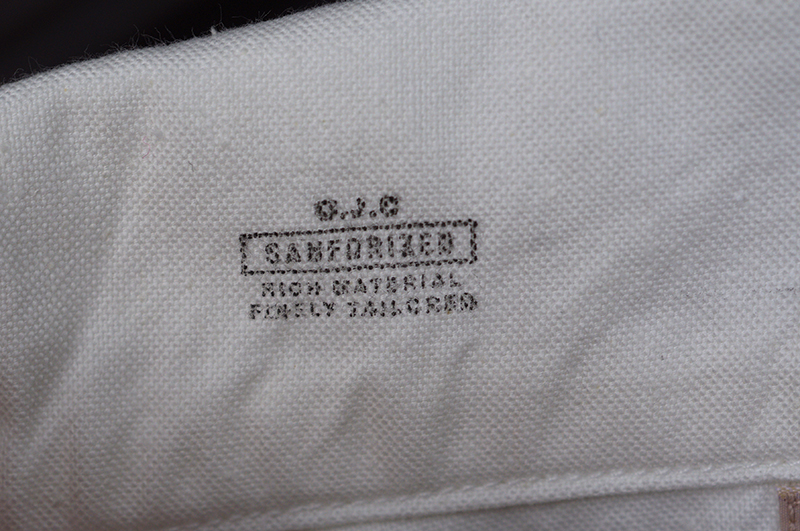 G.J.G
SANFORIZED
RICH MATERIAL
FINELY TAILORED